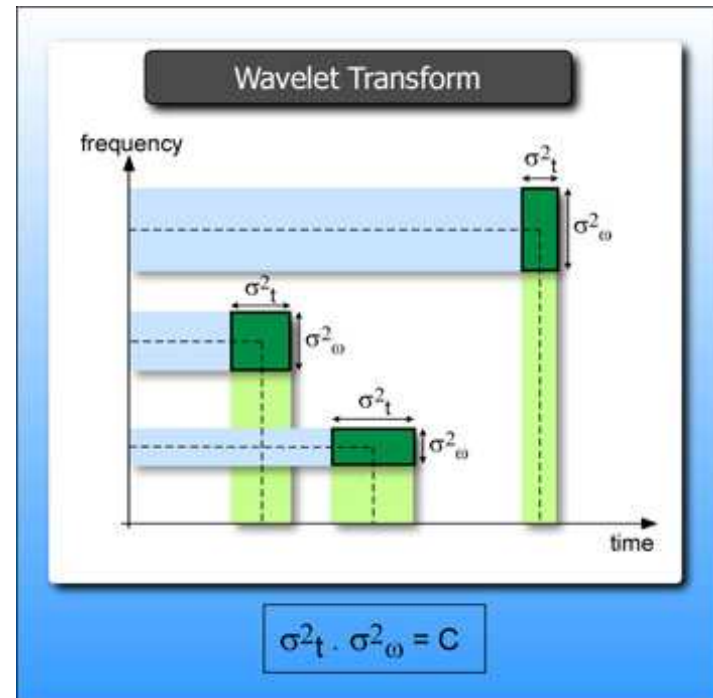 Wavelet Transform
frequency
σ²t
σ²ω
σ²t
σ²ω
σ²t
σ²ω
time
σ²t . σ²ω = C